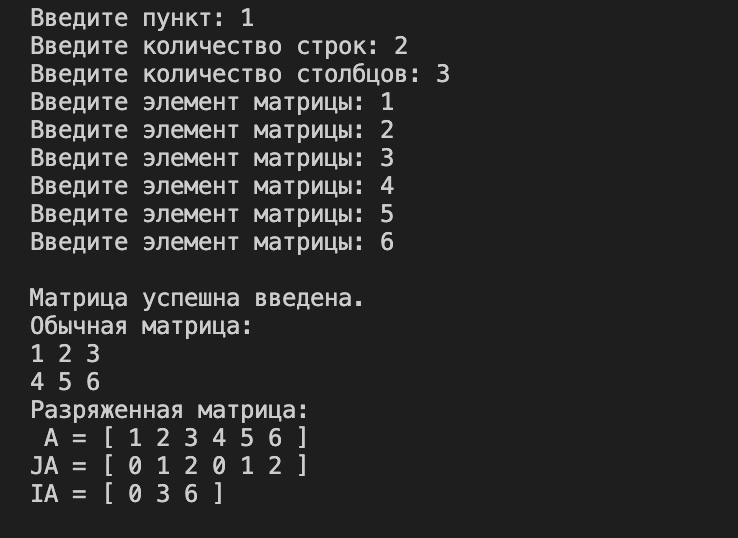 Введите пункт: 1
Введите количество строк: 2
Введите количество столбцов: 3
Введите элемент матрицы: 1
Введите элемент матрицы: 2
Введите элемент матрицы: 3
Введите элемент матрицы: 4
Введите элемент матрицы: 5
Введите элемент матрицы: 6
Матрица успешна введена.
Обычная матрица:
1 2 3
4 5 6
Разряженная матрица:
A = [ 1 2 3 4 5 6 ]
JA = [ 0 1 2 0 1 2 ]
IA = [ 0 3 6 ]